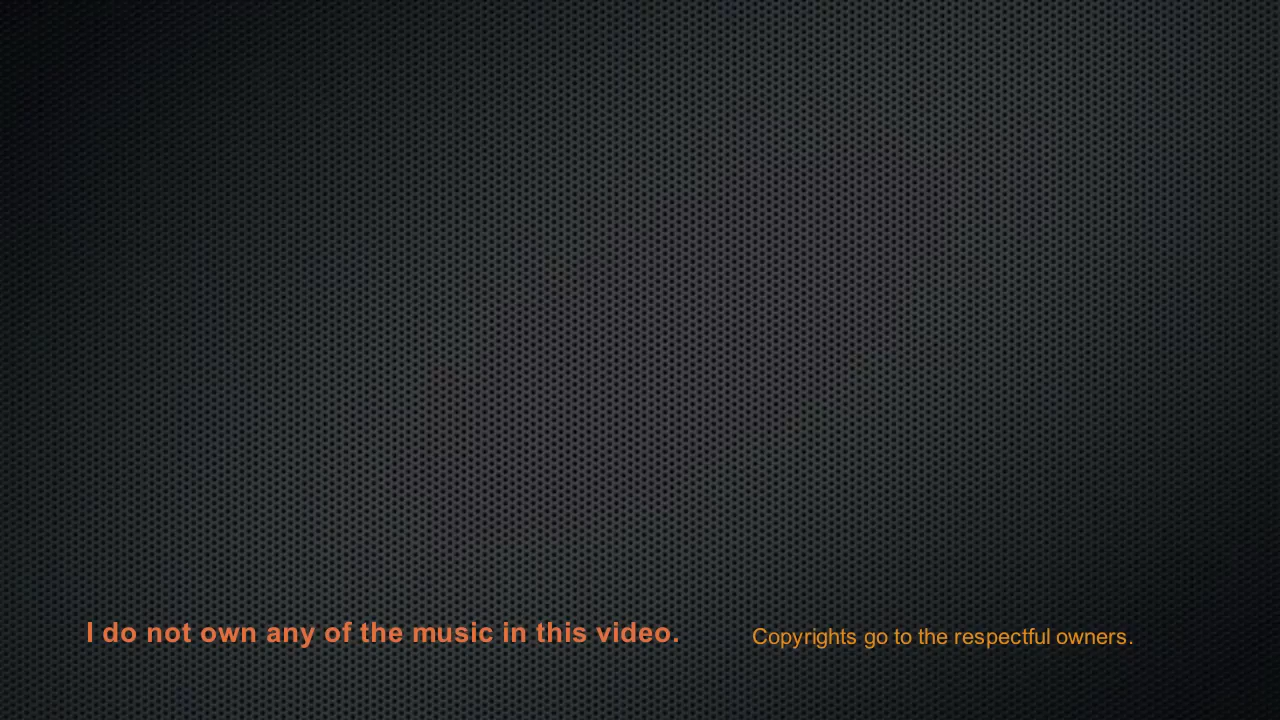 I do not own any of the music in this video.
Copyrights go to the respectful owners.